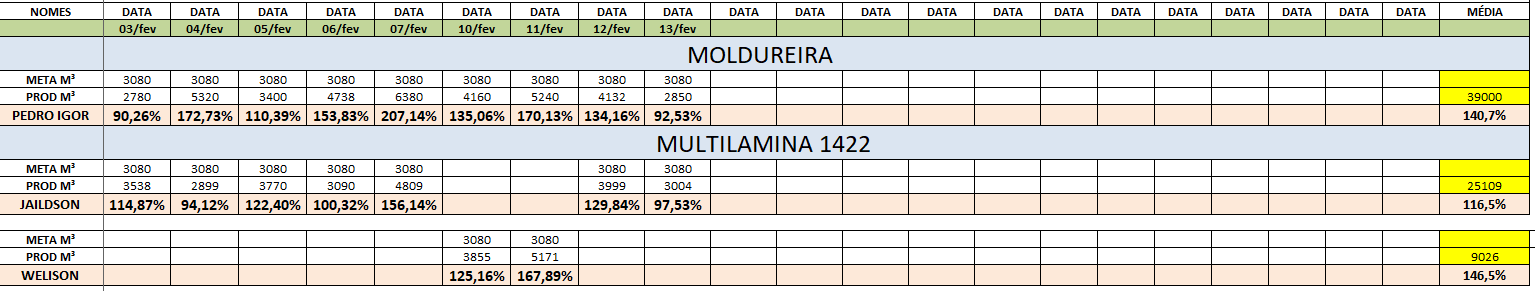 NOMES DATA DATA DATA DATA DATA DATA DATA DATA DATA DATA DATA DATA DATA DATA DATA DATA DATA DATA DATA DATA MÉDIA
03/fev 04/fev 05/fev 06/fev 07/fev 10/fev 11/fev 12/fev 13/fev
MOLDUREIRA
META M³ 3080 3080 3080 3080 3080 3080 3080 3080 3080
PROD M³ 2780 5320 3400 4738 6380 4160 5240 4132 2850 39000
PEDRO IGOR 90,26% 172,73% 110,39% 153,83% 207,14% 135,06% 170,13% 134,16% 92,53% 140,7%
MULTILAMINA 1422
META M³ 3080 3080 3080 3080 3080 3080 3080
PROD M³ 3538 2899 3770 3090 4809 3999 3004 25109
JAILDSON 114,87% 94,12% 122,40% 100,32% 156,14% 129,84% 97,53% 116,5%
META M³ 3080 3080
PROD M³ 3855 5171 9026
WELISON 125,16% 167,89% 146,5%